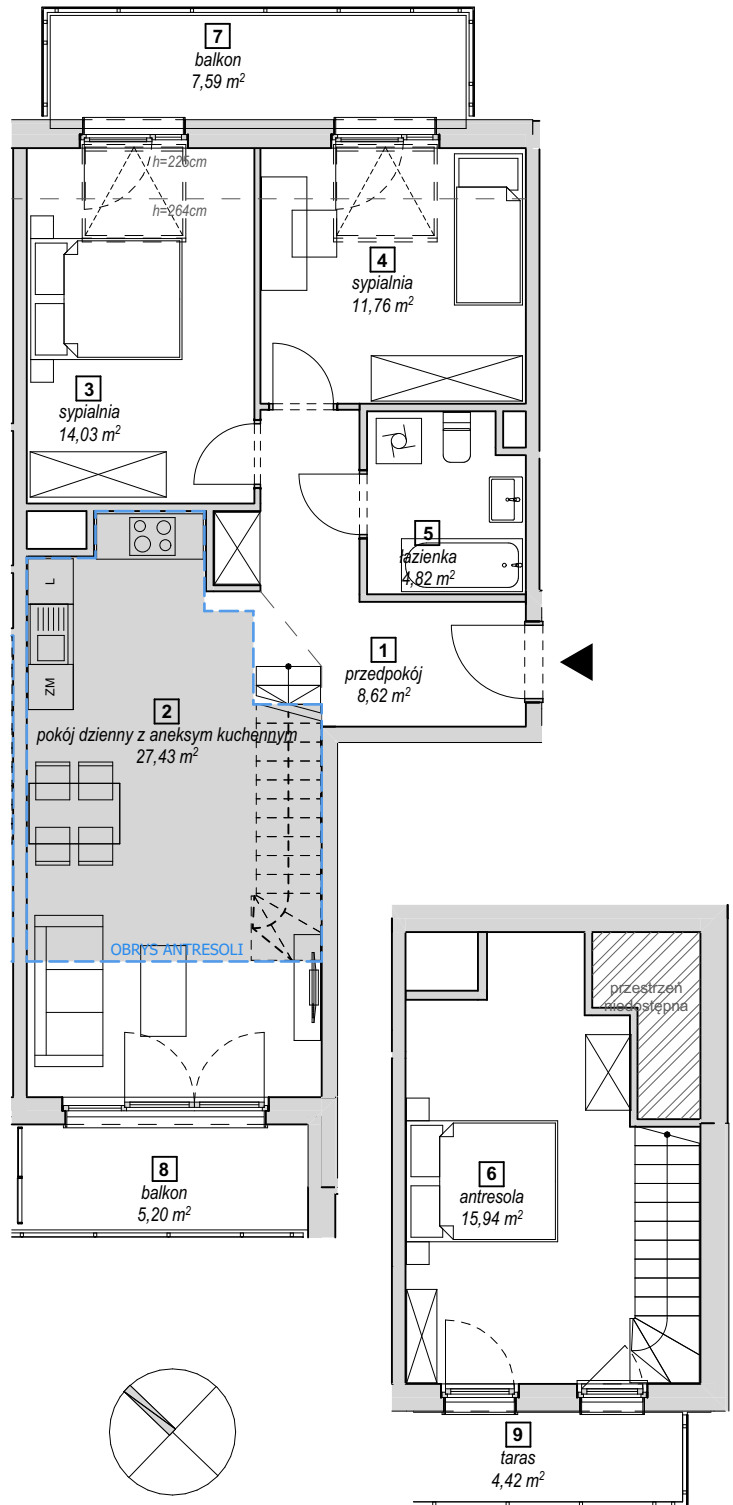 7
balkon
7,59 m²
h=226cm
h=264cm
4
sypialnia
11,76 m²
3
sypialnia
14,03 m²
5
łazienka
4,82 m²
L
ZM
1
przedpokój
8,62 m²
2
pokój dzienny z aneksym kuchennym
27,43 m²
OBRYS ANTRESOLI
przestrzeń
niedostępna
8
balkon
5,20 m²
6
antresola
15,94 m²
9
taras
4,42 m²